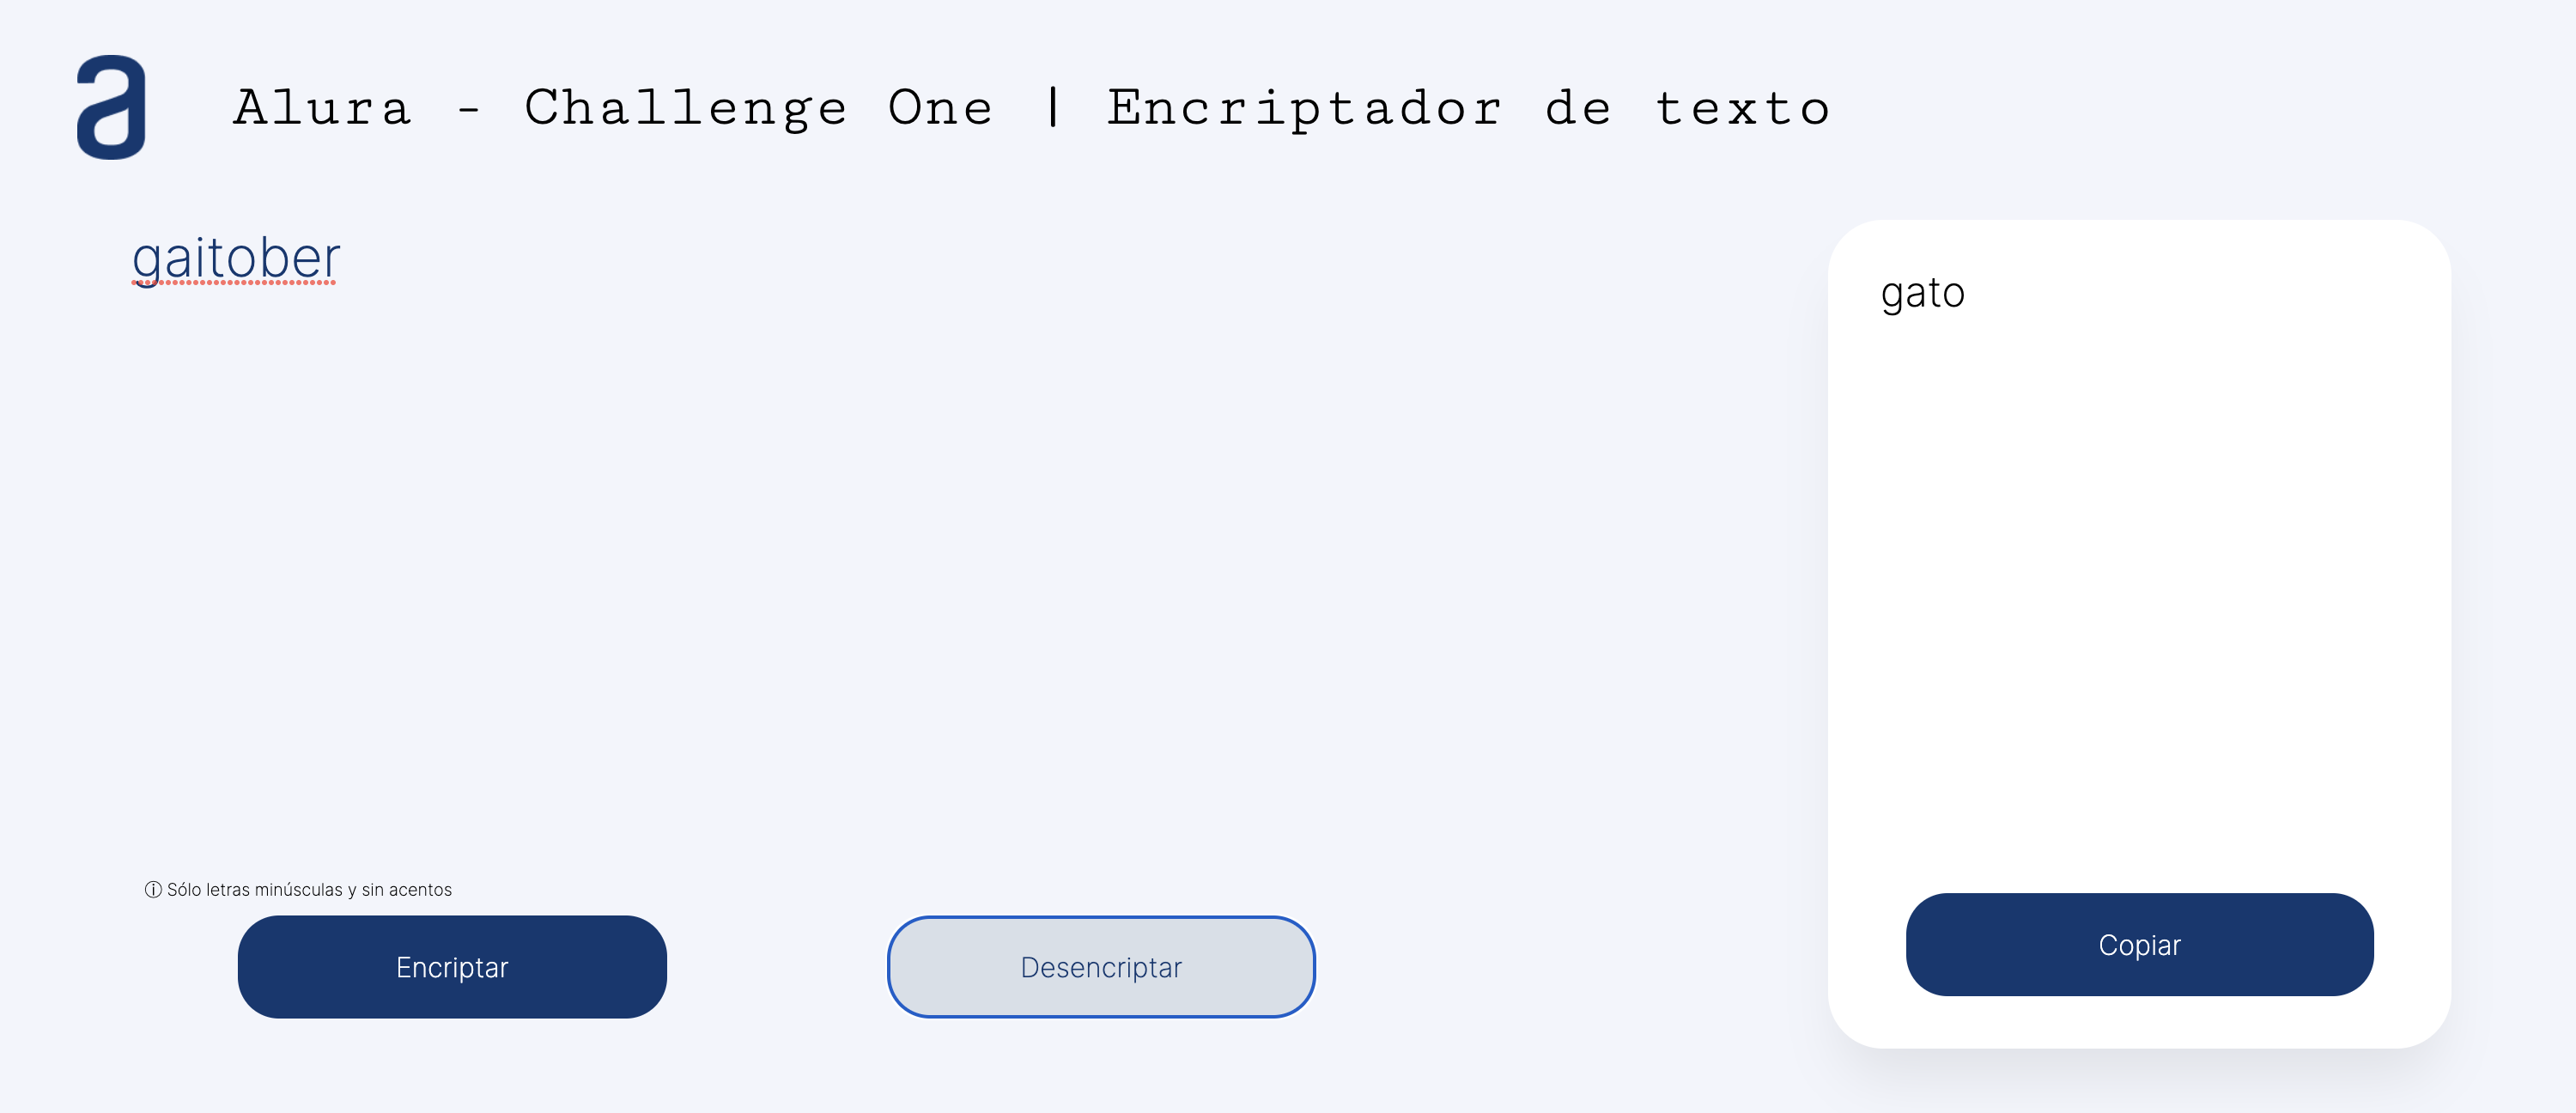 a
Alura - Challenge One | Encriptador de texto
gaitober
gato
ⓘ Sólo letras minúsculas y sin acentos
Encriptar
Desencriptar
Copiar